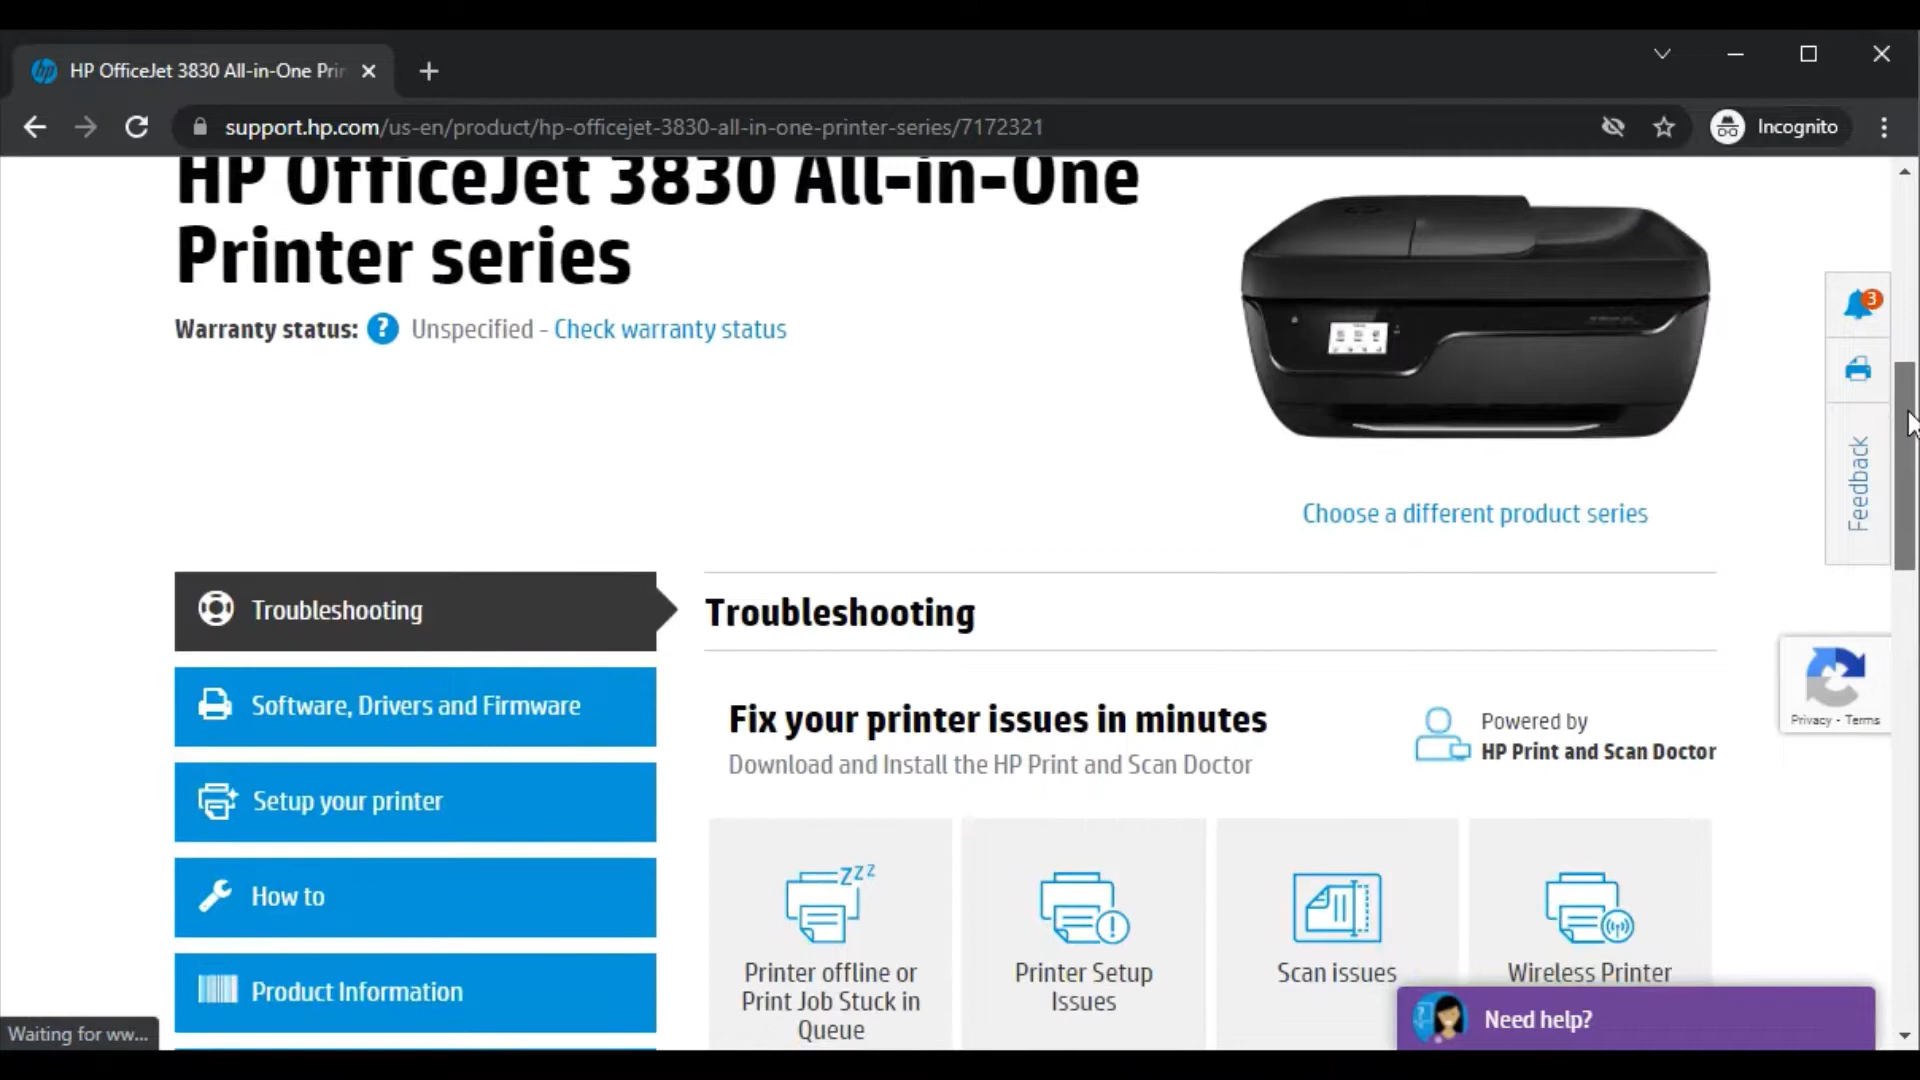 HP OfficeJet 3830 All-in-One Prin
support.hp.com/us-en/product/hp-officejet-3830-all-in-one-printer-series/7172321
Incognito
HP OfficeJet 3830 All-in-One
Printer series
Warranty status: ? Unspecified - Check warranty status
3
Feedback
Choose a different product series
Troubleshooting
Software, Drivers and Firmware
Setup your printer
How to
Product Information
Troubleshooting
Fix your printer issues in minutes
Download and Install the HP Print and Scan Doctor
Powered by
HP Print and Scan Doctor
Privacy - Terms
zzz
Printer offline or
Print Job Stuck in
Queue
Printer Setup
Issues
Scan issues
Wireless Printer
Need help?
Waiting for ww...